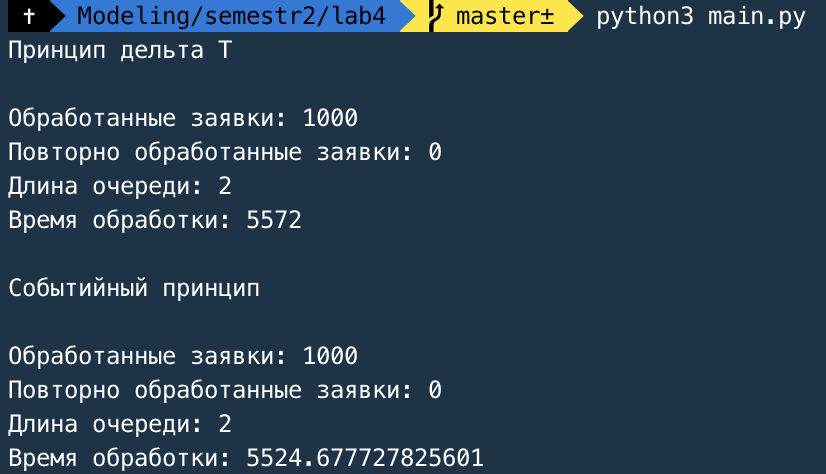 ✝ Modeling/semestr2/lab4 master± python3 main.py
Принцип дельта Т
Обработанные заявки: 1000
Повторно обработанные заявки: 0
Длина очереди: 2
Время обработки: 5572
Событийный принцип
Обработанные заявки: 1000
Повторно обработанные заявки: 0
Длина очереди: 2
Время обработки: 5524.677727825601